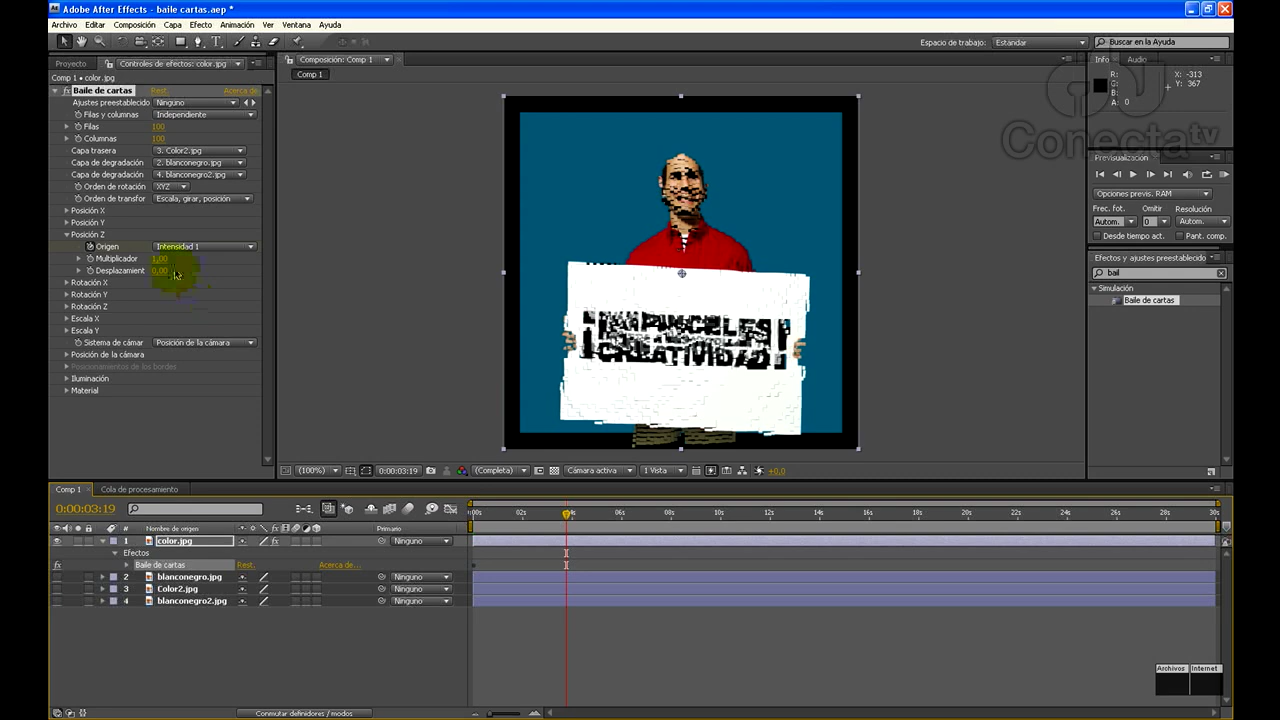 Adobe After Effects - baile cartas.aep *
Archivo Editar Composición Capa Efecto Animación Ver Ventana Ayuda
Espacio de trabajo: Estándar Buscar en la Ayuda
Proyecto Controles de efectos: color.jpg
Composición: Comp 1
Info Audio
Comp 1 • color.jpg
Comp 1
Baile de cartas Rest. Acerca de
Ajustes preestablecido Ninguno
Filas y columnas Independiente
Filas 100
Columnas 100
Capa trasera 3. Color2.jpg
Capa de degradación 2. blanconegro.jpg
Capa de degradación 4. blanconegro2.jpg
Orden de rotación XYZ
Orden de transfor Escala, girar, posición
Posición X
Posición Y
Posición Z
Origen Intensidad 1
Multiplicador 1,00
Desplazamient 0,00
Rotación X
Rotación Y
Rotación Z
Escala X
Escala Y
Sistema de cámar Posición de la cámara
Posición de la cámara
Posicionamientos de los bordes
Iluminación
Material
CREATIVIDAD
R:
G:
B:
A: 0
X: -313
Y: 367
Conecta tv
Previsualización
Opciones previs. RAM
Frec. fot. Omitir Resolución
Autom. 0 Autom.
Desde tiempo act. Pant. comp.
Efectos y ajustes preestablecido
bail
Simulación
Baile de cartas
(100%) 0:00:03:19 (Completa) Cámara activa 1 Vista +0,0
Comp 1 Cola de procesamiento
0:00:03:19
:00s 02s 4s 06s 08s 10s 12s 14s 16s 18s 20s 22s 24s 26s 28s 30s
Nº Nombre de origen Primario
1 color.jpg Ninguno
Efectos
Baile de cartas Rest. Acerca de...
2 blanconegro.jpg Ninguno
3 Color2.jpg Ninguno
4 blanconegro2.jpg Ninguno
Conmutar definidores / modos
Archivos Internet